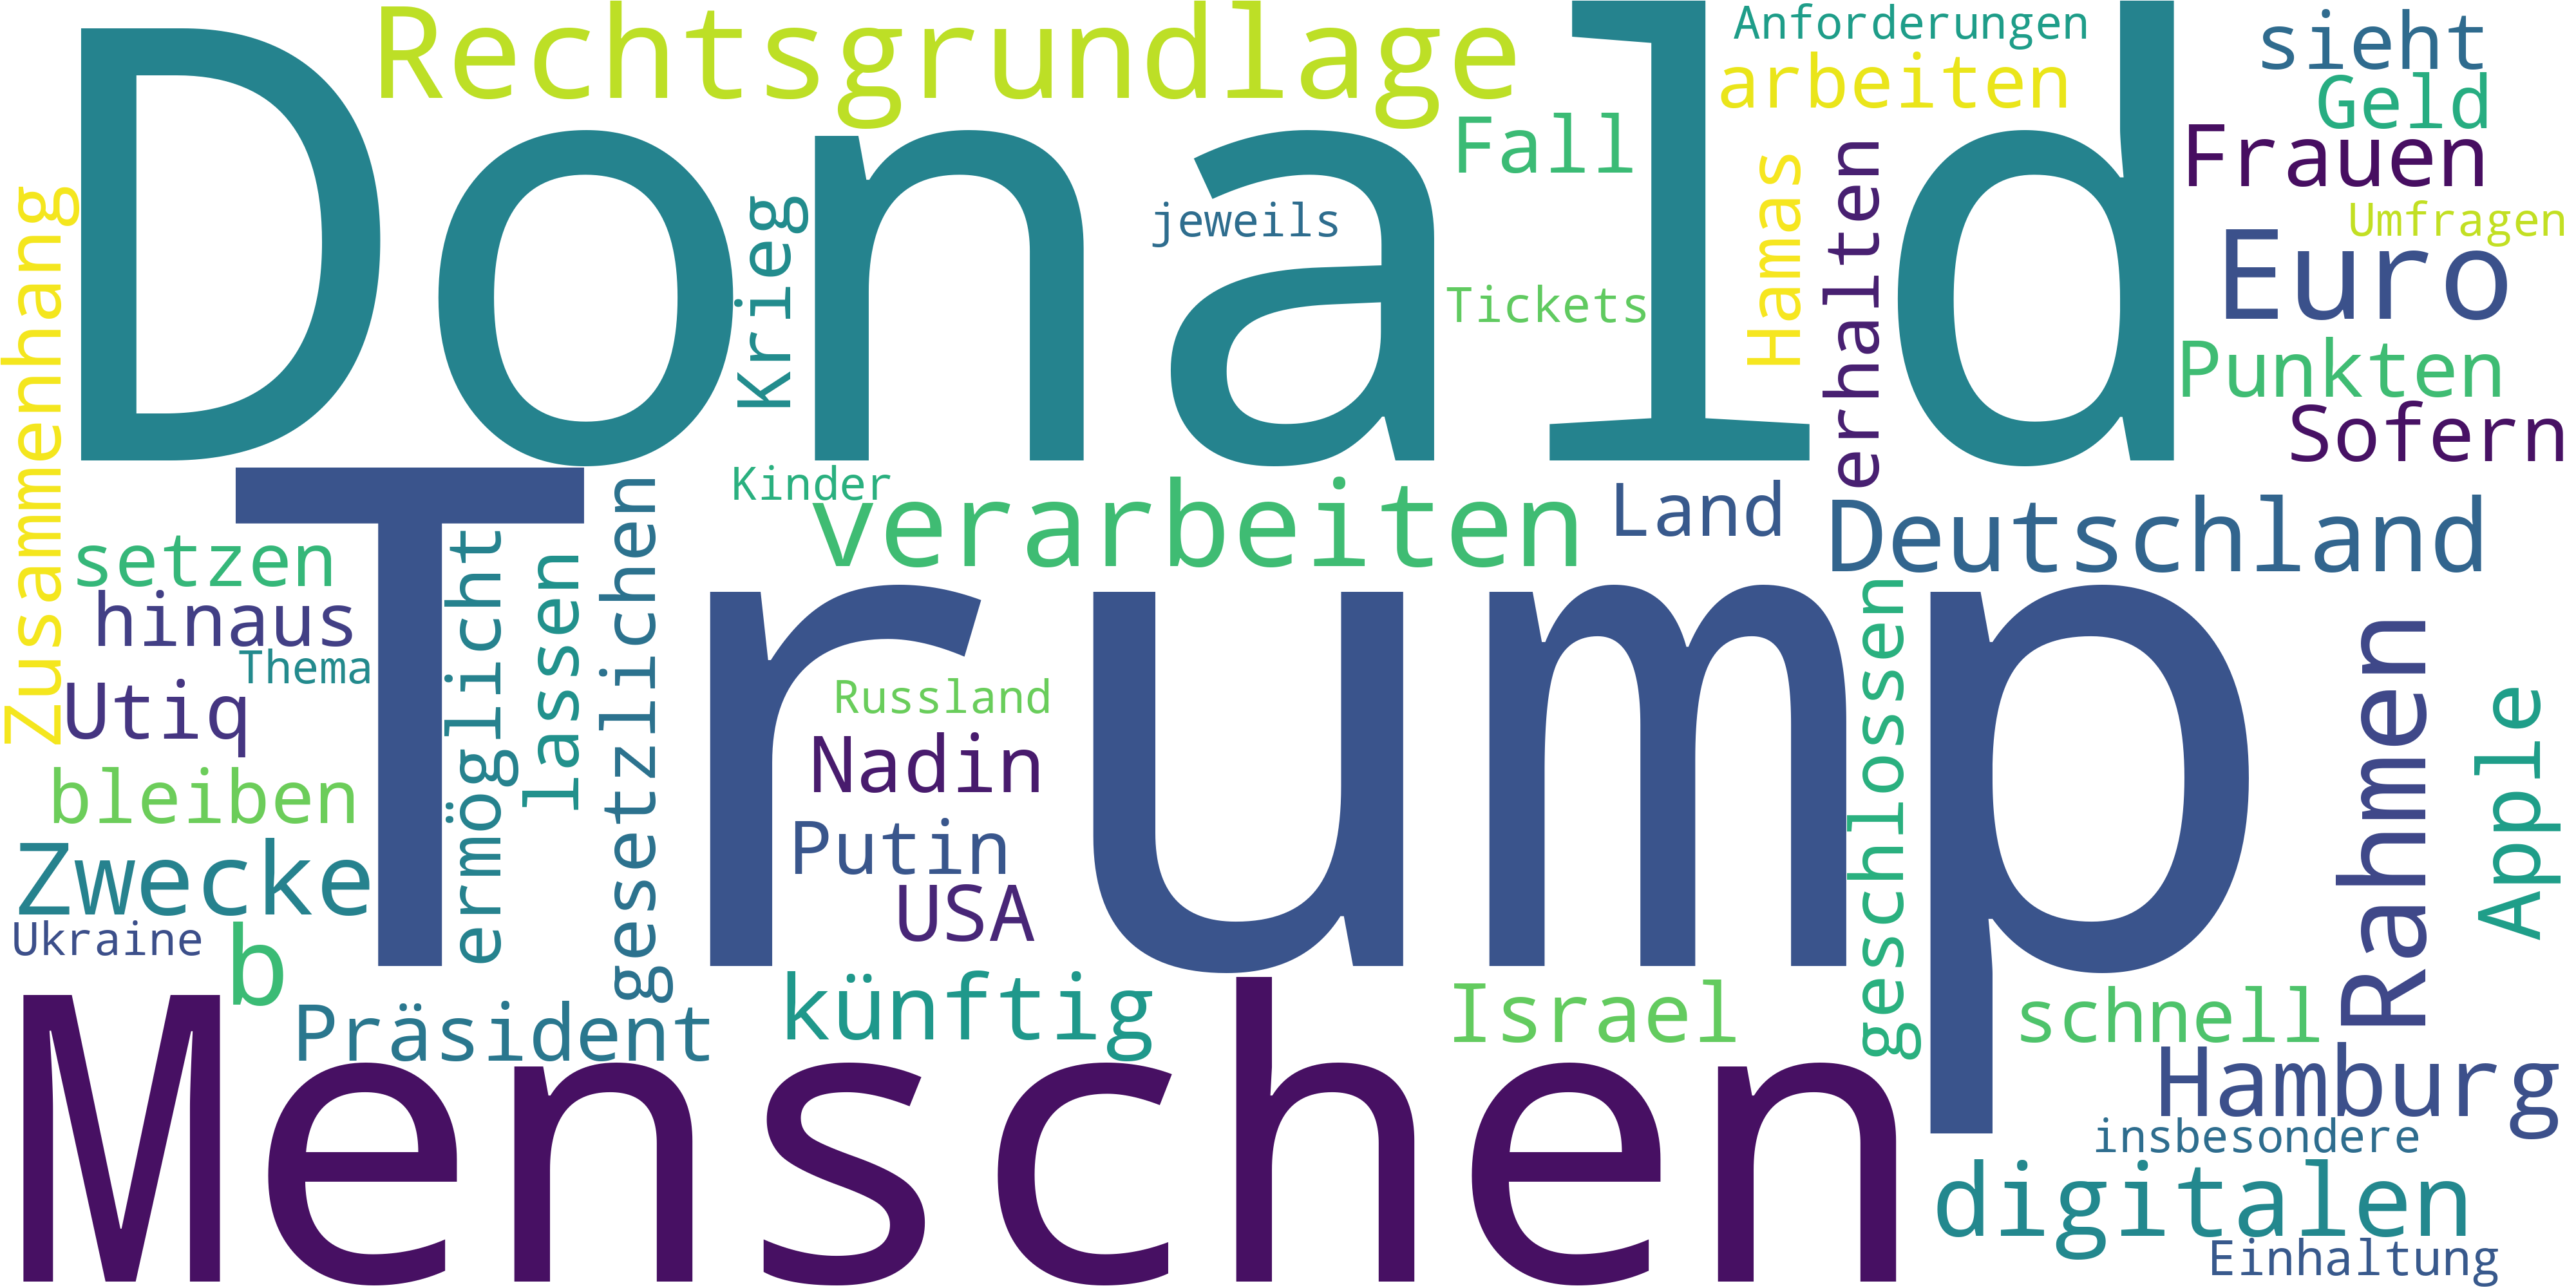 Rechtsgrundlage
Anforderungen
sieht
arbeiten
Geld
Donald
Fall
Frauen
Hamas
erhalten
Zusammenhang
Krieg
jeweils
Umfragen
Euro
Tickets
Punkten
Sofern
Trump
Kinder
verarbeiten
Land
Deutschland
setzen
ermöglicht
lassen
gesetzlichen
hinaus
geschlossen
Rahmen
Thema
Utiq
Russland
Apple
Nadin
bleiben
Putin
Zwecke
USA
Ukraine
b
Präsident
künftig
Israel
schnell
Menschen
Hamburg
insbesondere
digitalen
Einhaltung